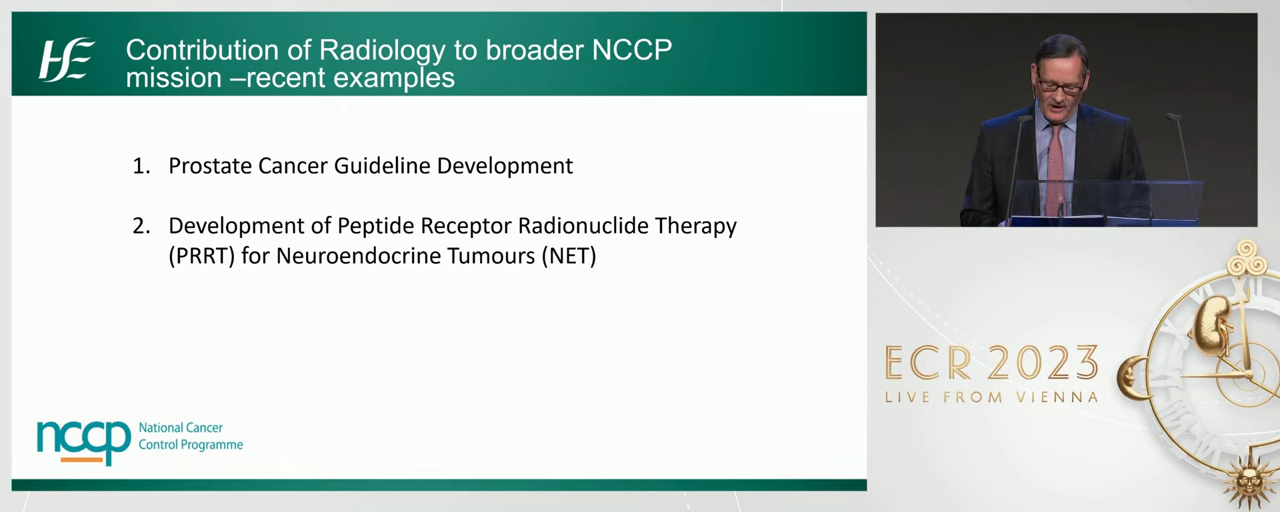 HSE
Contribution of Radiology to broader NCCP
mission –recent examples
1. Prostate Cancer Guideline Development
2. Development of Peptide Receptor Radionuclide Therapy
(PRRT) for Neuroendocrine Tumours (NET)
nccp National Cancer
Control Programme
ECR 2023
LIVE FROM VIENNA